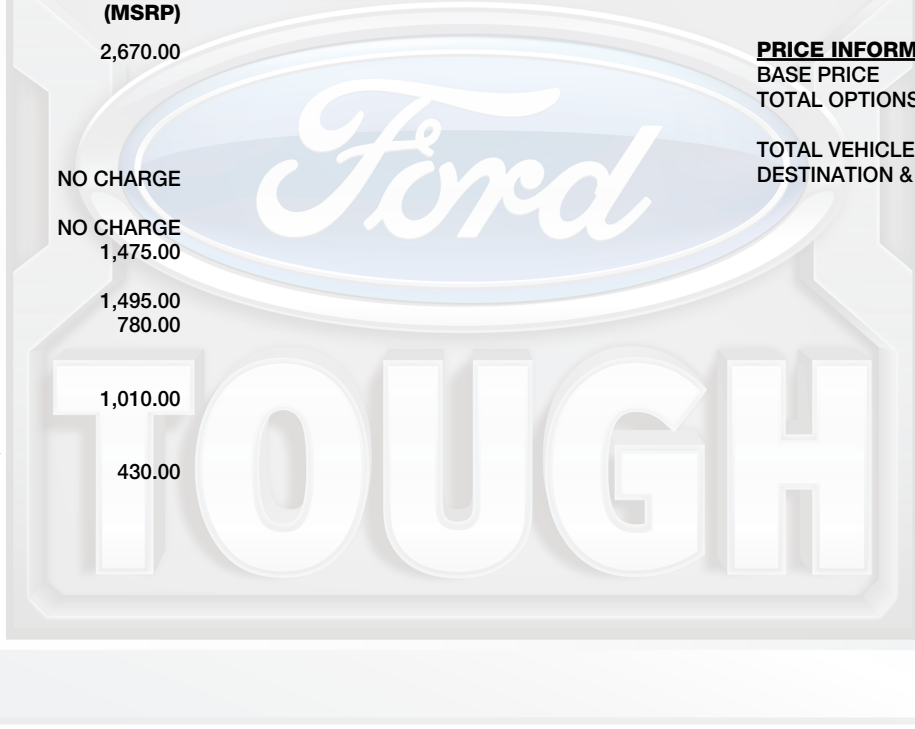 (MSRP)
2,670.00
NO CHARGE
NO CHARGE
1,475.00
1,495.00
780.00
1,010.00
430.00
PRICE INFORM
BASE PRICE
TOTAL OPTIONS
TOTAL VEHICLE
DESTINATION &
Ford
TOUGH